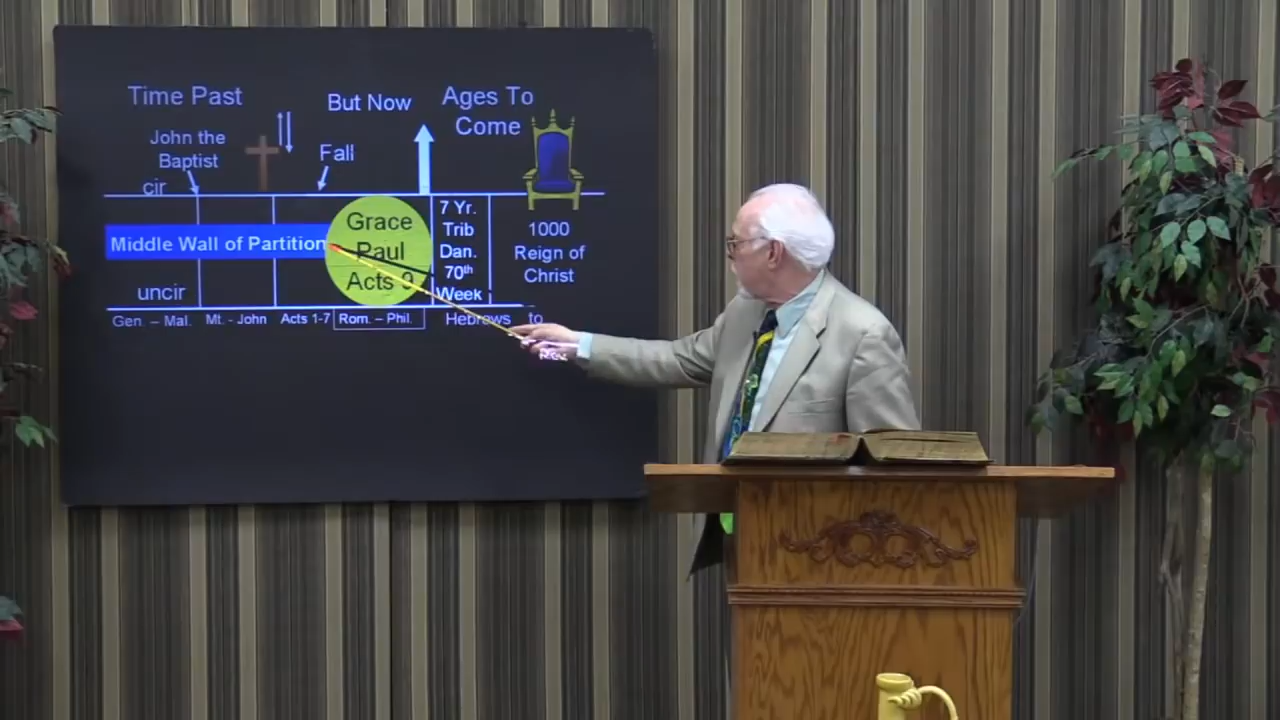 Time Past
But Now
Ages To
Come
John the
Baptist
Fall
cir
Middle Wall of Partition
Grace
Paul
Acts 9
7 Yr.
Trib
Dan.
70th
Week
1000
Reign of
Christ
uncir
Gen. – Mal.
Mt. - John
Acts 1-7
Rom. – Phil.
Hebrews to
Rev